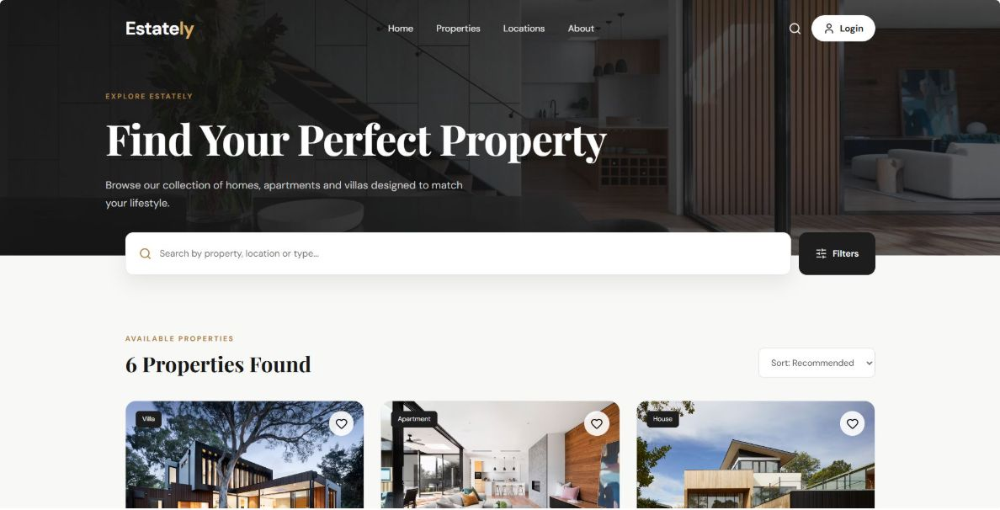 Estately
Home
Properties
Locations
About
Login
EXPLORE ESTATELY
Find Your Perfect Property
Browse our collection of homes, apartments and villas designed to match
your lifestyle.
Search by property, location or type...
Filters
AVAILABLE PROPERTIES
6 Properties Found
Sort: Recommended
Villa
Apartment
House